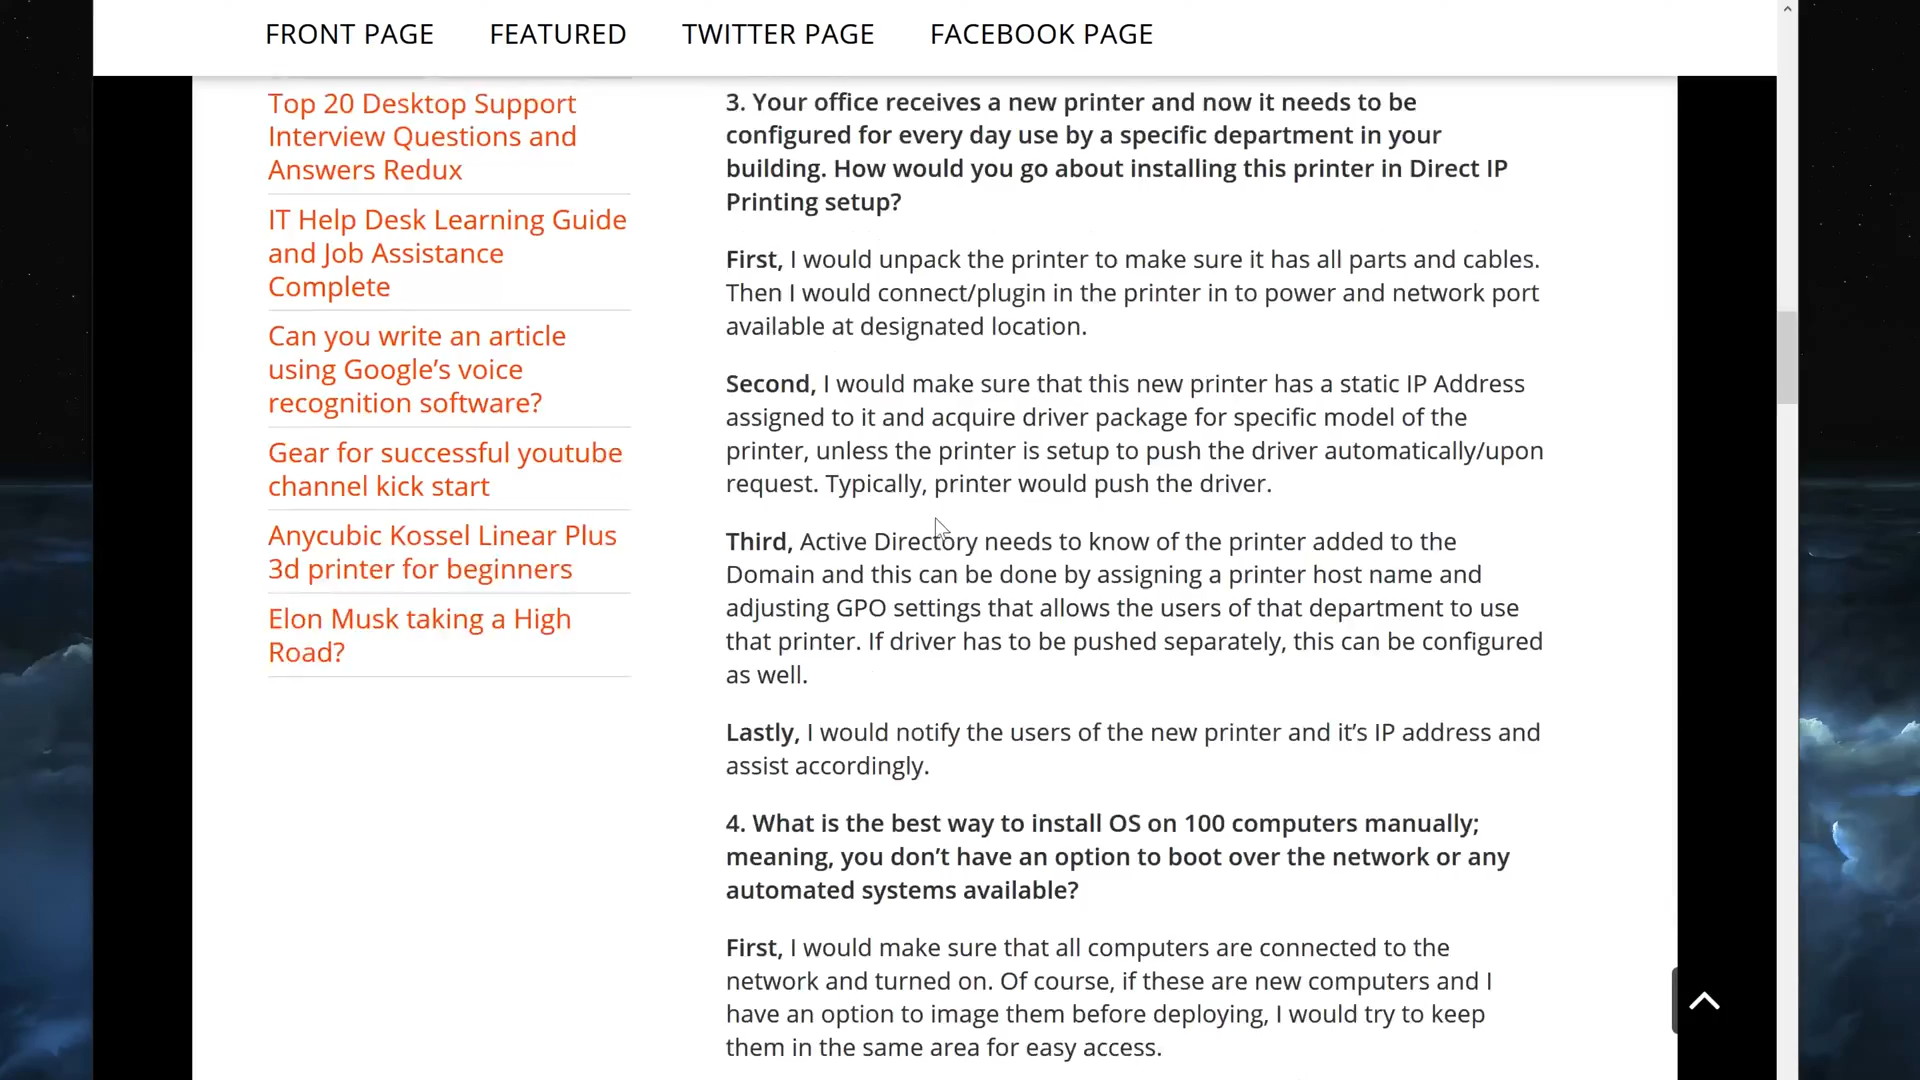 FRONT PAGE FEATURED TWITTER PAGE FACEBOOK PAGE
Top 20 Desktop Support
Interview Questions and
Answers Redux
IT Help Desk Learning Guide
and Job Assistance
Complete
Can you write an article
using Google’s voice
recognition software?
Gear for successful youtube
channel kick start
Anycubic Kossel Linear Plus
3d printer for beginners
Elon Musk taking a High
Road?
3. Your office receives a new printer and now it needs to be
configured for every day use by a specific department in your
building. How would you go about installing this printer in Direct IP
Printing setup?
First, I would unpack the printer to make sure it has all parts and cables.
Then I would connect/plugin in the printer in to power and network port
available at designated location.
Second, I would make sure that this new printer has a static IP Address
assigned to it and acquire driver package for specific model of the
printer, unless the printer is setup to push the driver automatically/upon
request. Typically, printer would push the driver.
Third, Active Directory needs to know of the printer added to the
Domain and this can be done by assigning a printer host name and
adjusting GPO settings that allows the users of that department to use
that printer. If driver has to be pushed separately, this can be configured
as well.
Lastly, I would notify the users of the new printer and it’s IP address and
assist accordingly.
4. What is the best way to install OS on 100 computers manually;
meaning, you don’t have an option to boot over the network or any
automated systems available?
First, I would make sure that all computers are connected to the
network and turned on. Of course, if these are new computers and I
have an option to image them before deploying, I would try to keep
them in the same area for easy access.